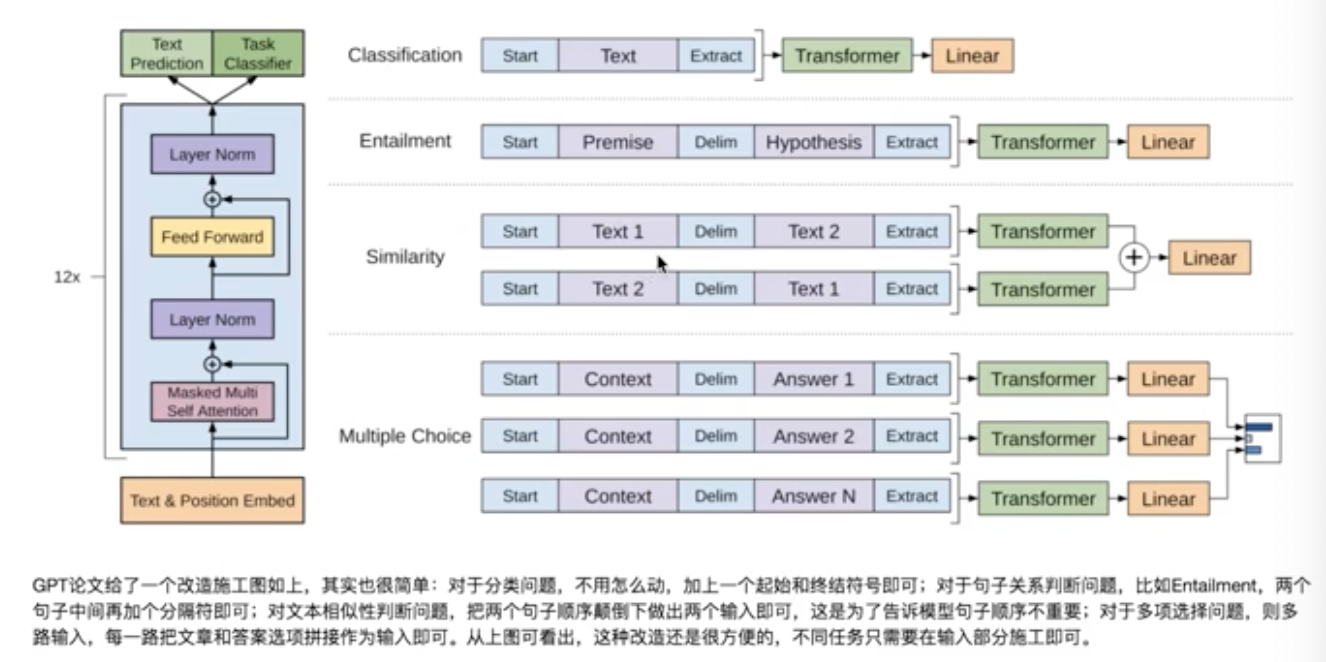 Text Prediction
Task Classifier
12x
Layer Norm
Feed Forward
Layer Norm
Masked Multi Self Attention
Text & Position Embed
Classification Start Text Extract Transformer Linear
Entailment Start Premise Delim Hypothesis Extract Transformer Linear
Similarity
Start Text 1 Delim Text 2 Extract Transformer
Start Text 2 Delim Text 1 Extract Transformer
+ Linear
Multiple Choice
Start Context Delim Answer 1 Extract Transformer Linear
Start Context Delim Answer 2 Extract Transformer Linear
Start Context Delim Answer N Extract Transformer Linear
GPT论文给了一个改造施工图如上，其实也很简单：对于分类问题，不用怎么动，加上一个起始和终结符号即可；对于句子关系判断问题，比如Entailment，两个
句子中间再加个分隔符即可；对文本相似性判断问题，把两个句子顺序颠倒下做出两个输入即可，这是为了告诉模型句子顺序不重要；对于多项选择问题，则多
路输入，每一路把文章和答案选项拼接作为输入即可。从上图可看出，这种改造还是很方便的，不同任务只需要在输入部分施工即可。